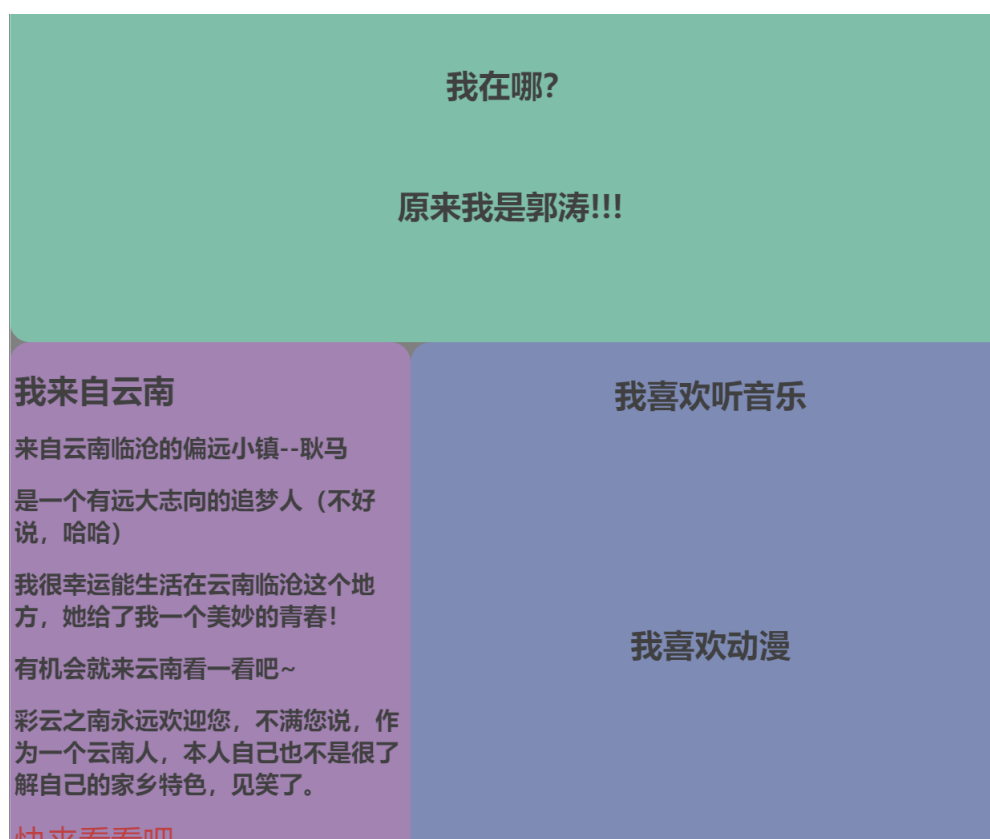 我在哪?
原来我是郭涛!!!
我来自云南
来自云南临沧的偏远小镇--耿马
是一个有远大志向的追梦人（不好
说，哈哈）
我很幸运能生活在云南临沧这个地
方，她给了我一个美妙的青春！
有机会就来云南看一看吧~
彩云之南永远欢迎您，不满您说，作
为一个云南人，本人自己也不是很了
解自己的家乡特色，见笑了。
快来看看吧
我喜欢听音乐
我喜欢动漫